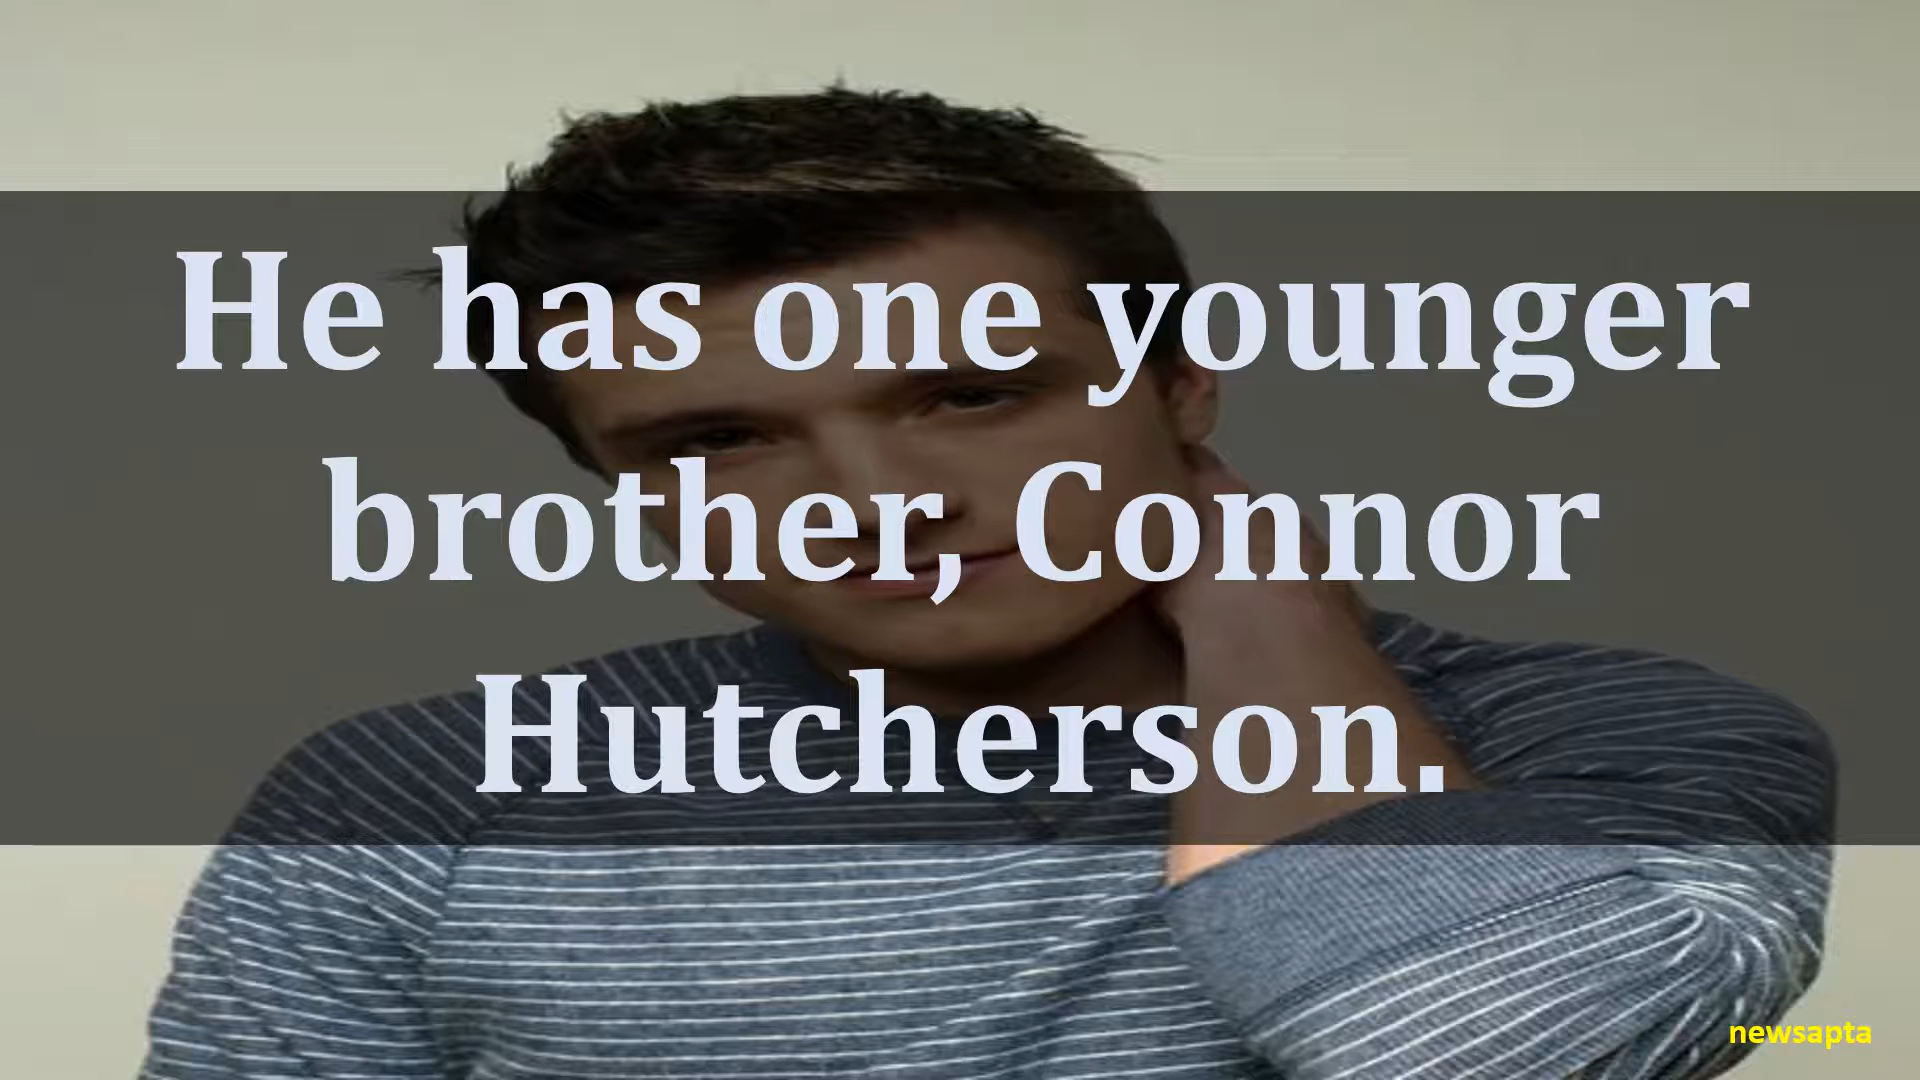 He has one younger
brother, Connor
Hutcherson.
newsapta